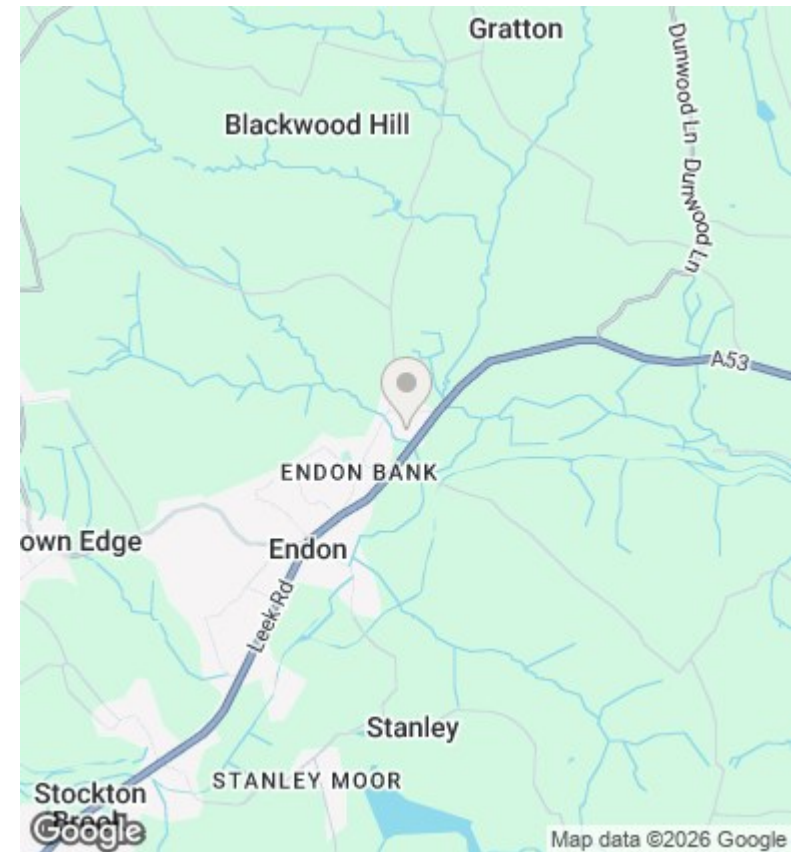 Gratton
Dunwood Ln
Dunwood Ln
Blackwood Hill
A53
ENDON BANK
own Edge
Endon
Leek Rd
Stanley
STANLEY MOOR
Stockton
Brook
Google
Map data ©2026 Google